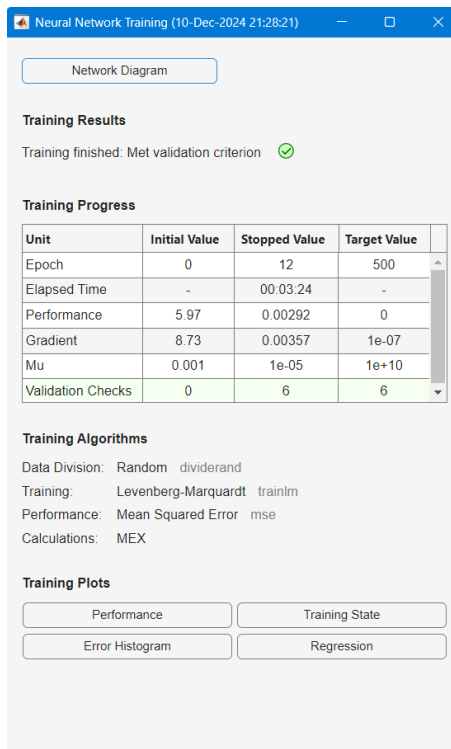 Neural Network Training (10-Dec-2024 21:28:21)
Network Diagram
Training Results
Training finished: Met validation criterion
Training Progress
Unit Initial Value Stopped Value Target Value
Epoch 0 12 500
Elapsed Time - 00:03:24 -
Performance 5.97 0.00292 0
Gradient 8.73 0.00357 1e-07
Mu 0.001 1e-05 1e+10
Validation Checks 0 6 6
Training Algorithms
Data Division: Random dividerand
Training: Levenberg-Marquardt trainlm
Performance: Mean Squared Error mse
Calculations: MEX
Training Plots
Performance Training State
Error Histogram Regression